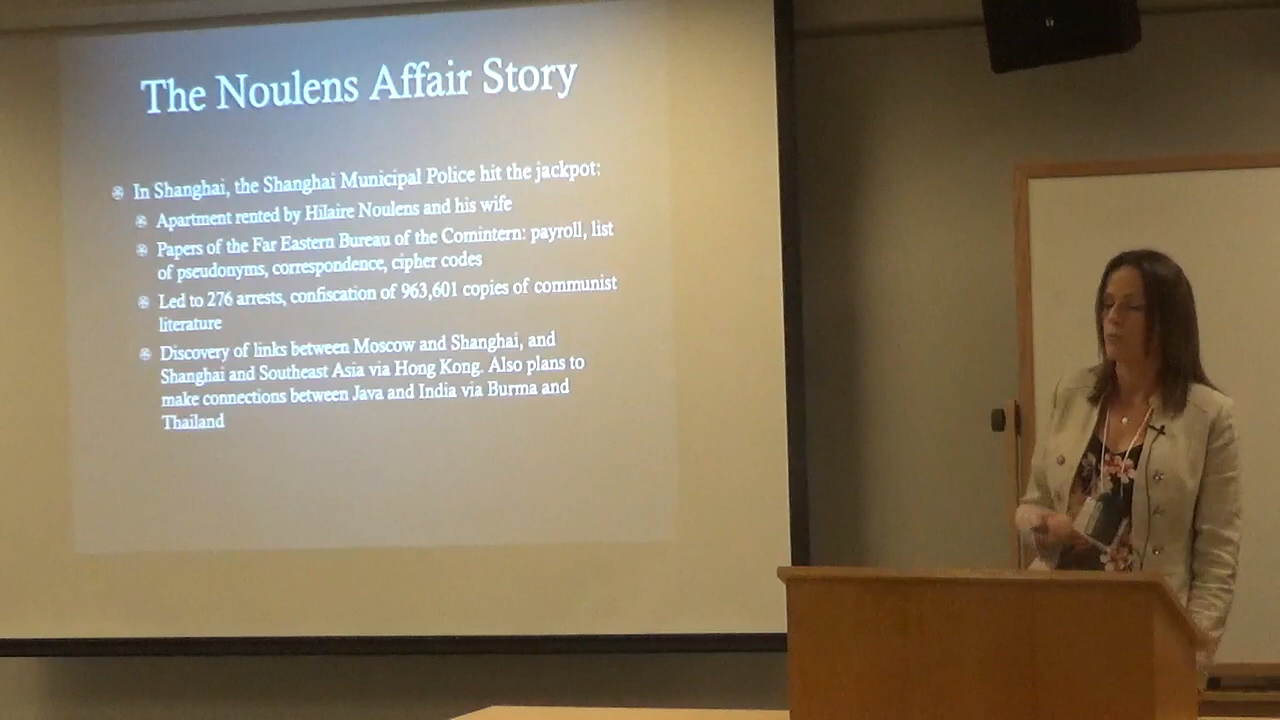 The Noulens Affair Story
In Shanghai, the Shanghai Municipal Police hit the jackpot:
Apartment rented by Hilaire Noulens and his wife
Papers of the Far Eastern Bureau of the Comintern: payroll, list
of pseudonyms, correspondence, cipher codes
Led to 276 arrests, confiscation of 963,601 copies of communist
literature
Discovery of links between Moscow and Shanghai, and
Shanghai and Southeast Asia via Hong Kong. Also plans to
make connections between Java and India via Burma and
Thailand